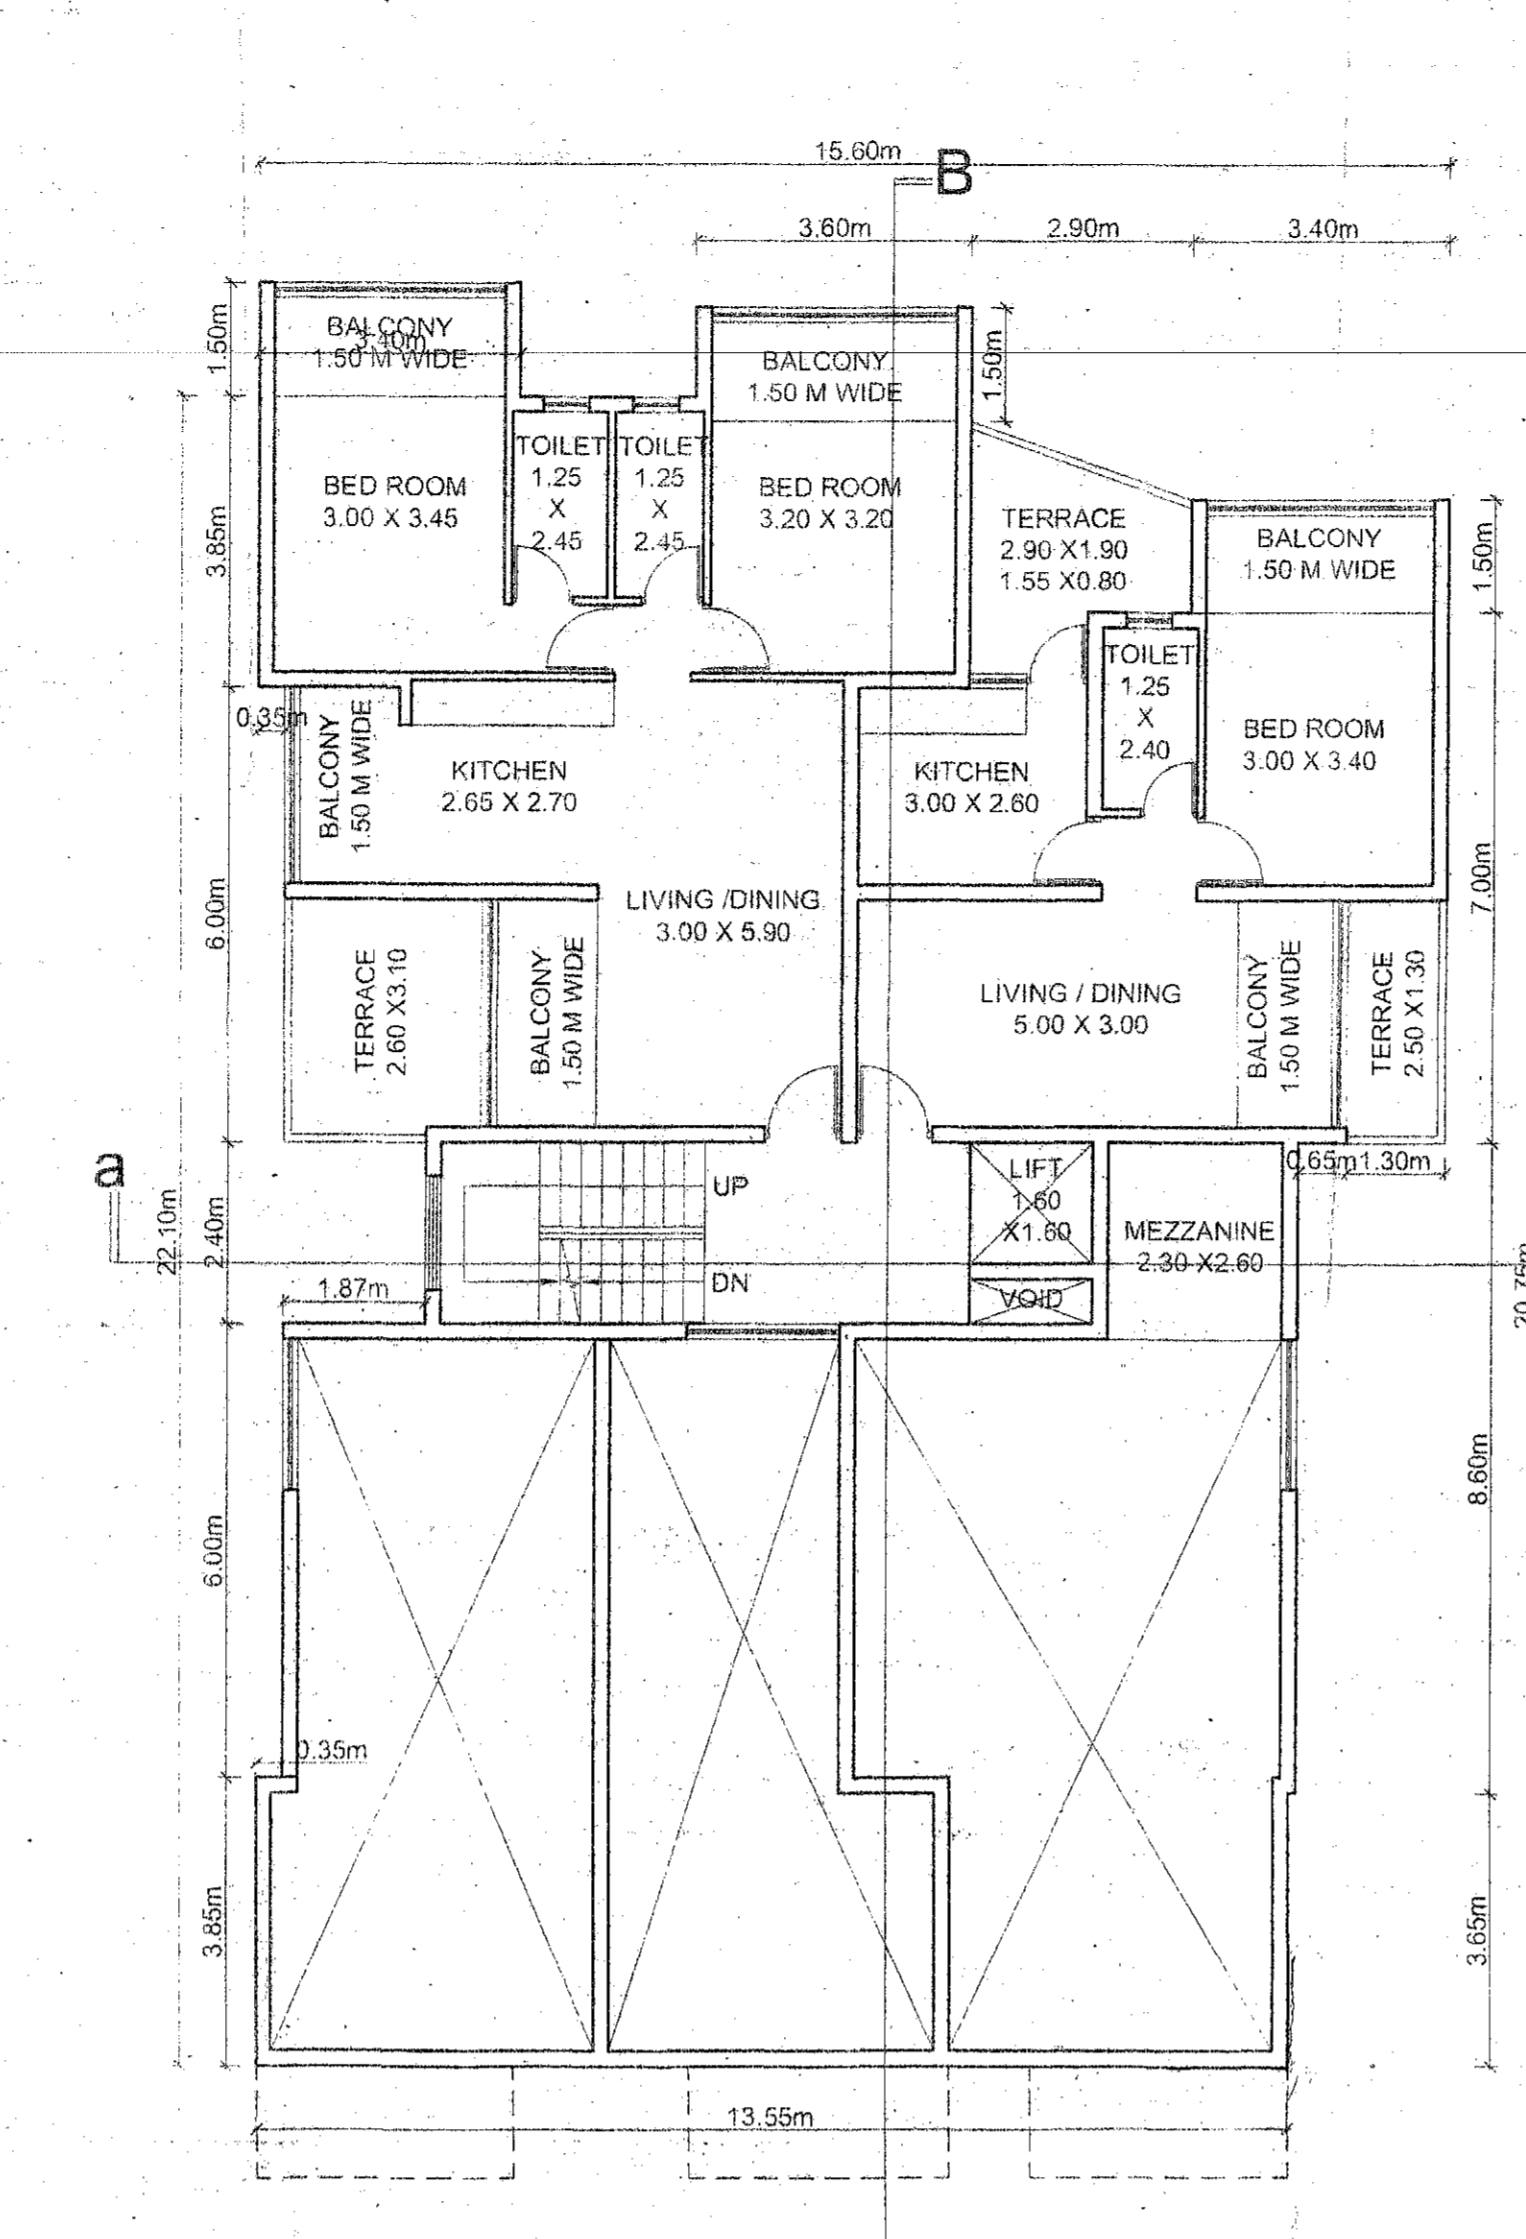 15.60m
B
3.60m
2.90m
3.40m
1.50m
BALCONY
3.40m
1.50 M WIDE
BALCONY
1.50 M WIDE
1.50m
TOILET
1.25
X
2.45
TOILET
1.25
X
2.45
BED ROOM
3.00 X 3.45
BED ROOM
3.20 X 3.20
TERRACE
2.90 X1.90
1.55 X0.80
BALCONY
1.50 M WIDE
1.50m
3.85m
TOILET
1.25
X
2.40
BED ROOM
3.00 X 3.40
0.35m
BALCONY
1.50 M WIDE
KITCHEN
2.65 X 2.70
KITCHEN
3.00 X 2.60
7.00m
6.00m
LIVING /DINING
3.00 X 5.90
TERRACE
2.60 X3.10
BALCONY
1.50 M WIDE
LIVING / DINING
5.00 X 3.00
BALCONY
1.50 M WIDE
TERRACE
2.50 X1.30
a
22.10m
2.40m
UP
DN
LIFT
1.60
X1.60
VOID
MEZZANINE
2.30 X2.60
0.65m
1.30m
1.87m
20.75m
6.00m
8.60m
0.35m
3.85m
3.65m
13.55m